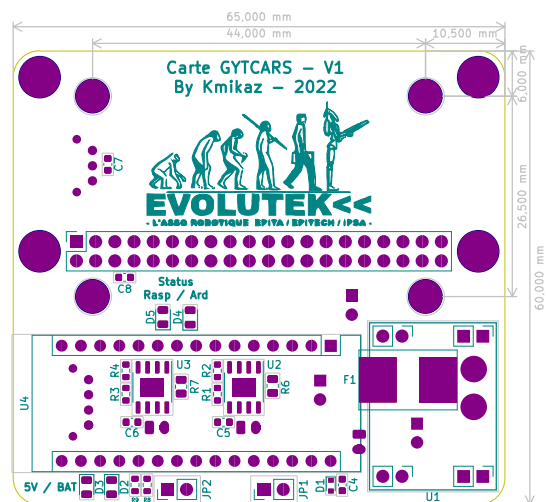 65,000 mm
44,000 mm
10,500 mm
6,000 mm
Carte GYTCARS – V1
By Kmikaz – 2022
C7
EVOLUTEK<<
- L'ASSO ROBOTIQUE EPITA / EPITECH / IPSA -
26,500 mm
60,000 mm
C8
Status
Rasp / Ard
D5
D4
U4
R4
R3
U3
R7
R2
R1
U2
R6
F1
C6
C5
5V / BAT
D3
D2
R9
R8
JP2
JP1
D1
C4
U1